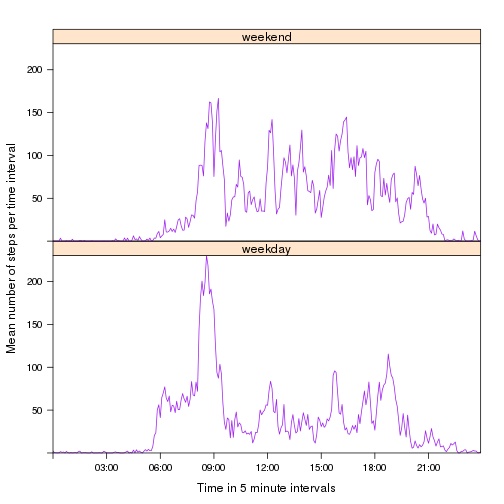 weekend
200
150
100
50
weekday
200
150
100
50
Mean number of steps per time interval
03:00 06:00 09:00 12:00 15:00 18:00 21:00
Time in 5 minute intervals